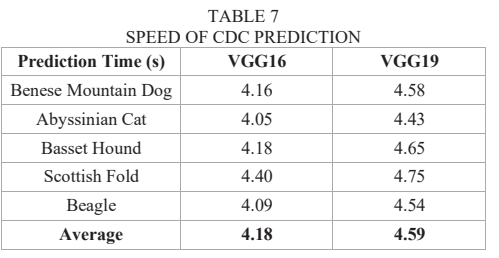 TABLE 7
SPEED OF CDC PREDICTION
Prediction Time (s) VGG16 VGG19
Benese Mountain Dog 4.16 4.58
Abyssinian Cat 4.05 4.43
Basset Hound 4.18 4.65
Scottish Fold 4.40 4.75
Beagle 4.09 4.54
Average 4.18 4.59